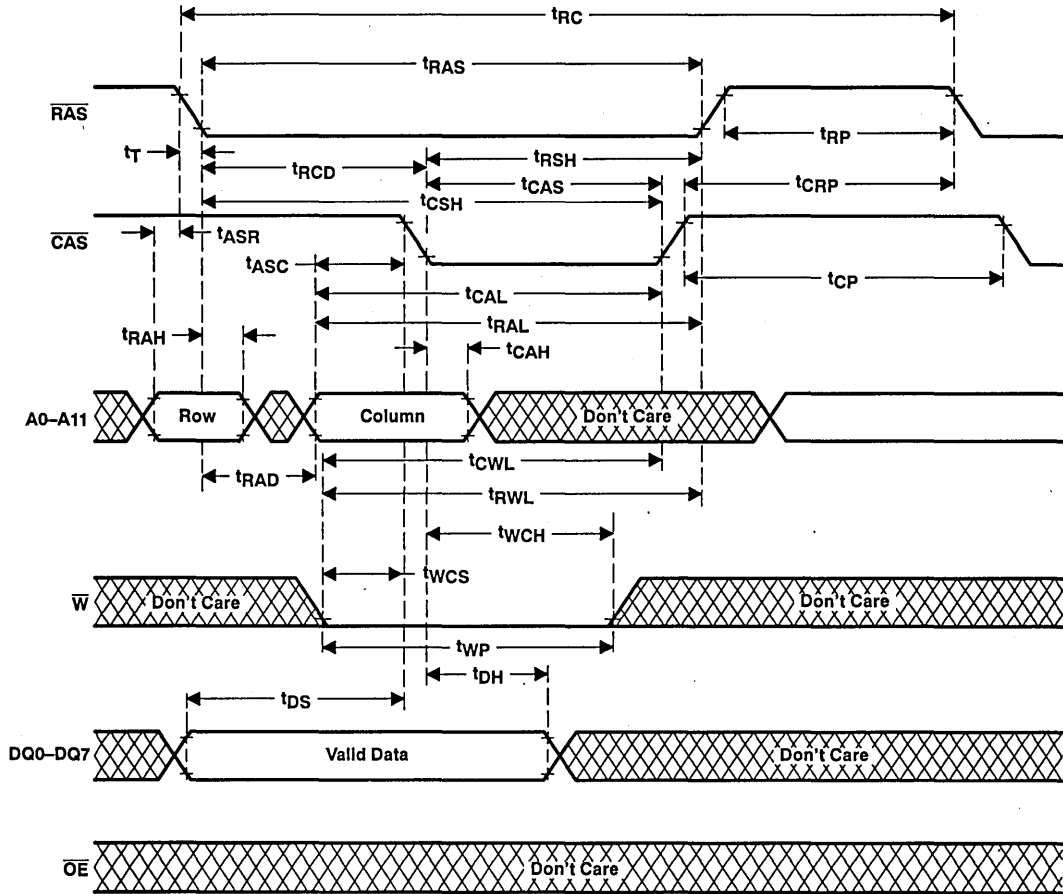 tRC
tRAS
RAS
tRP
tT
tRCD
tRSH
tCAS
tCRP
tCSH
CAS
tASR
tASC
tCP
tCAL
tRAH
tRAL
tCAH
A0–A11
Row
Column
Don't Care
tCWL
tRAD
tRWL
tWCH
tWCS
W
Don't Care
Don't Care
tWP
tDH
tDS
DQ0–DQ7
Valid Data
Don't Care
OE
Don't Care